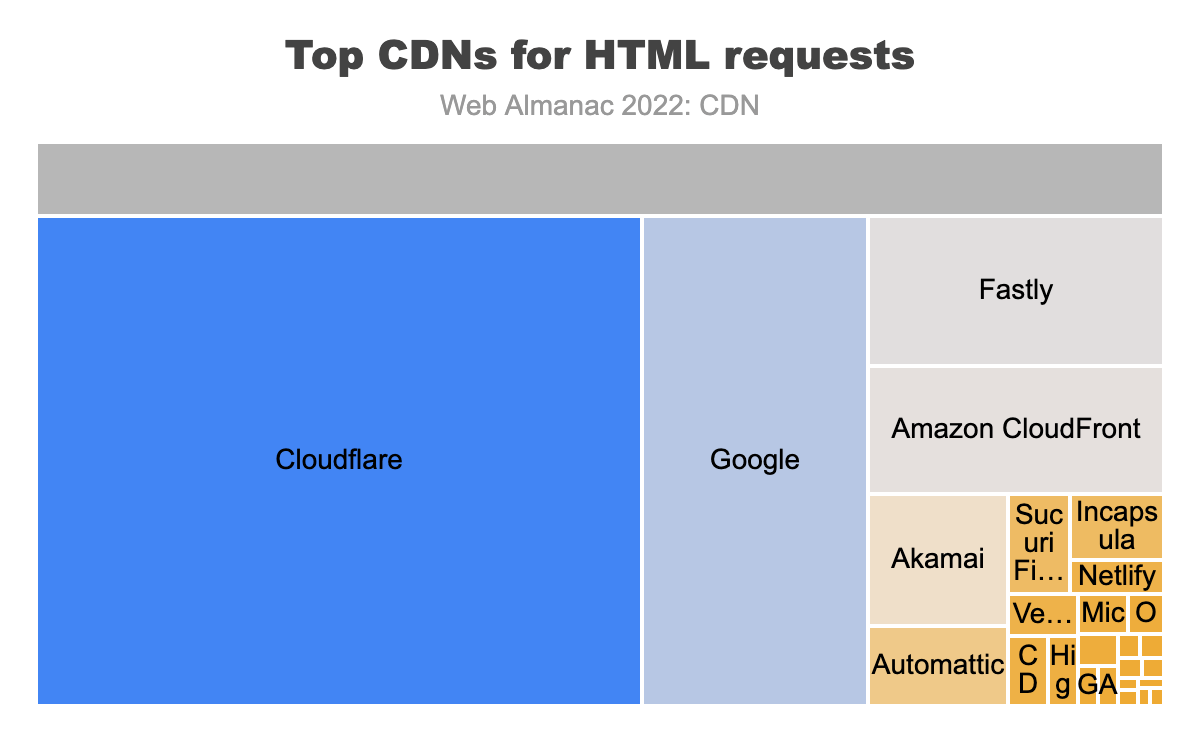 Top CDNs for HTML requests
Web Almanac 2022: CDN
Cloudflare
Google
Fastly
Amazon CloudFront
Akamai
Automattic
Suc
uri
Fi…
Incaps
ula
Netlify
Ve…
Mic
O
C
D
Hi
g
G
A